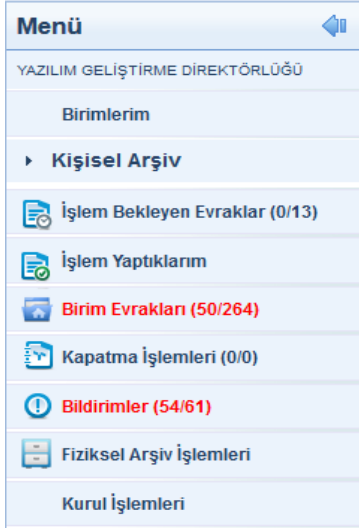 Menü
YAZILIM GELİŞTİRME DİREKTÖRLÜĞÜ
Birimlerim
Kişisel Arşiv
İşlem Bekleyen Evraklar (0/13)
İşlem Yaptıklarım
Birim Evrakları (50/264)
Kapatma İşlemleri (0/0)
Bildirimler (54/61)
Fiziksel Arşiv İşlemleri
Kurul İşlemleri